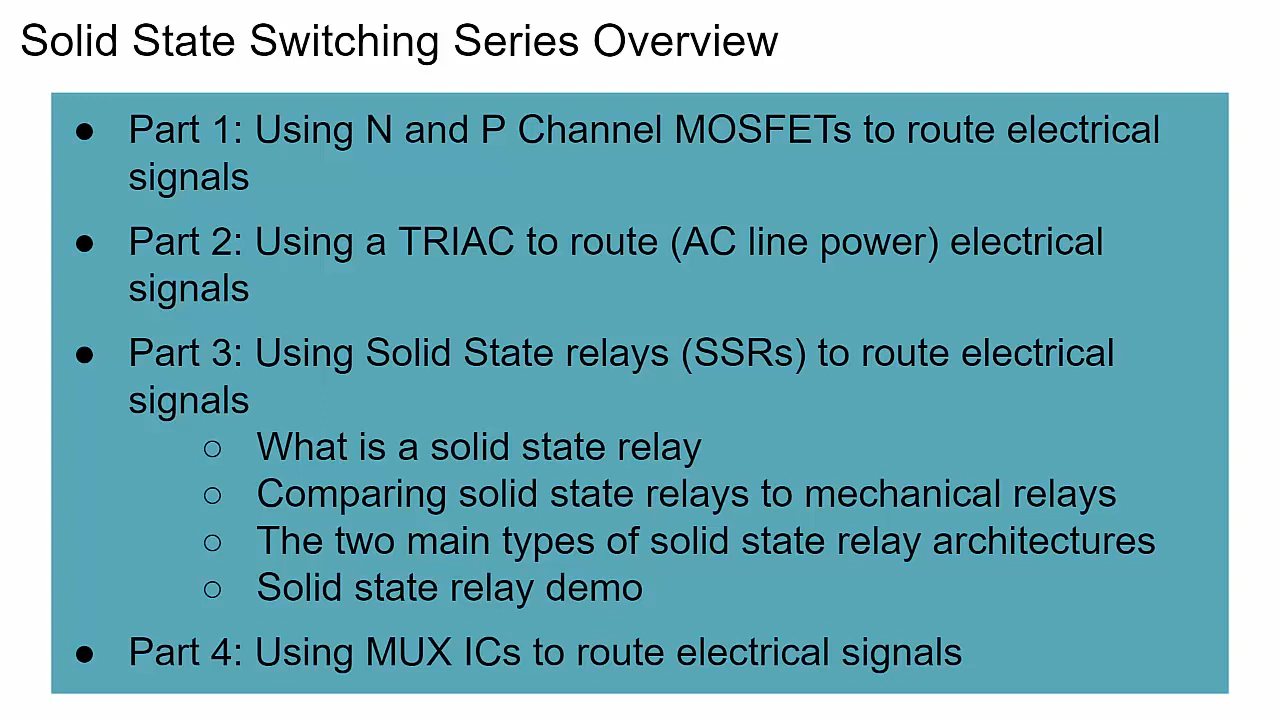 Solid State Switching Series Overview
● Part 1: Using N and P Channel MOSFETs to route electrical
signals
● Part 2: Using a TRIAC to route (AC line power) electrical
signals
● Part 3: Using Solid State relays (SSRs) to route electrical
signals
○ What is a solid state relay
○ Comparing solid state relays to mechanical relays
○ The two main types of solid state relay architectures
○ Solid state relay demo
● Part 4: Using MUX ICs to route electrical signals